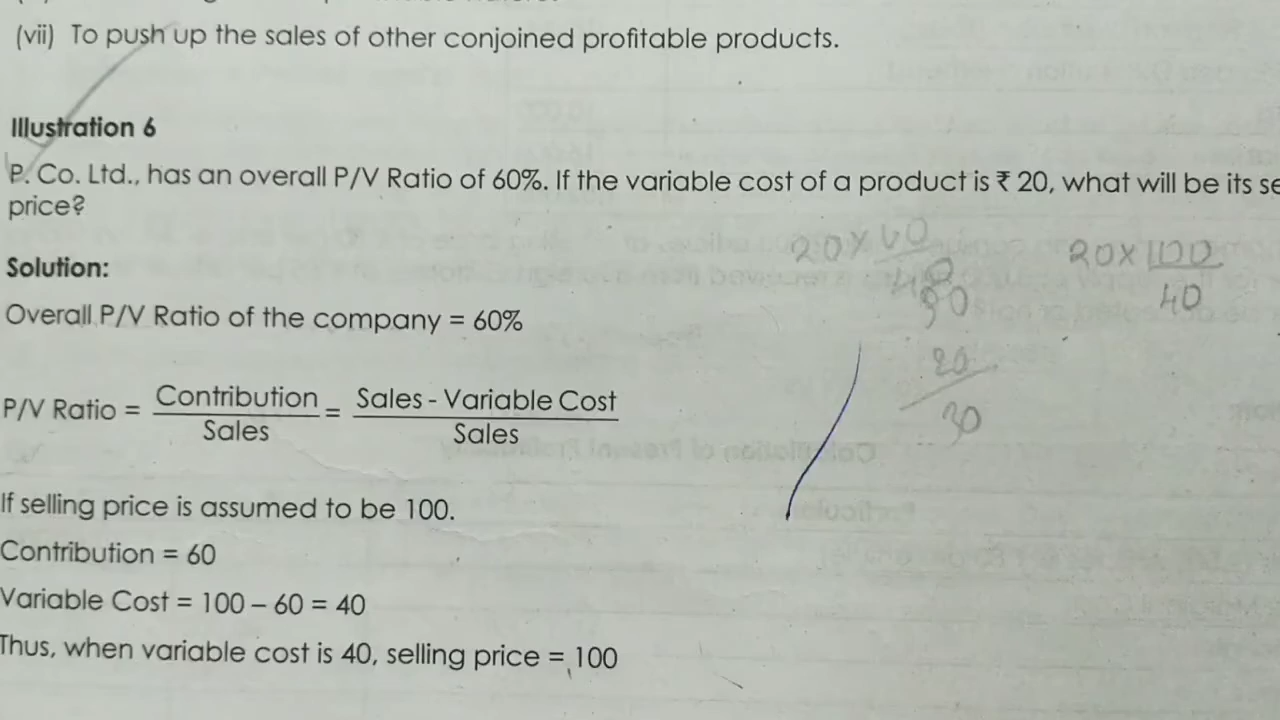 (vii) To push up the sales of other conjoined profitable products.
Illustration 6
P. Co. Ltd., has an overall P/V Ratio of 60%. If the variable cost of a product is ₹ 20, what will be its se
price?
20 x 100
40
Solution:
Overall P/V Ratio of the company = 60%
20
30
P/V Ratio = Contribution / Sales = Sales - Variable Cost / Sales
If selling price is assumed to be 100.
Contribution = 60
Variable Cost = 100 – 60 = 40
Thus, when variable cost is 40, selling price = 100